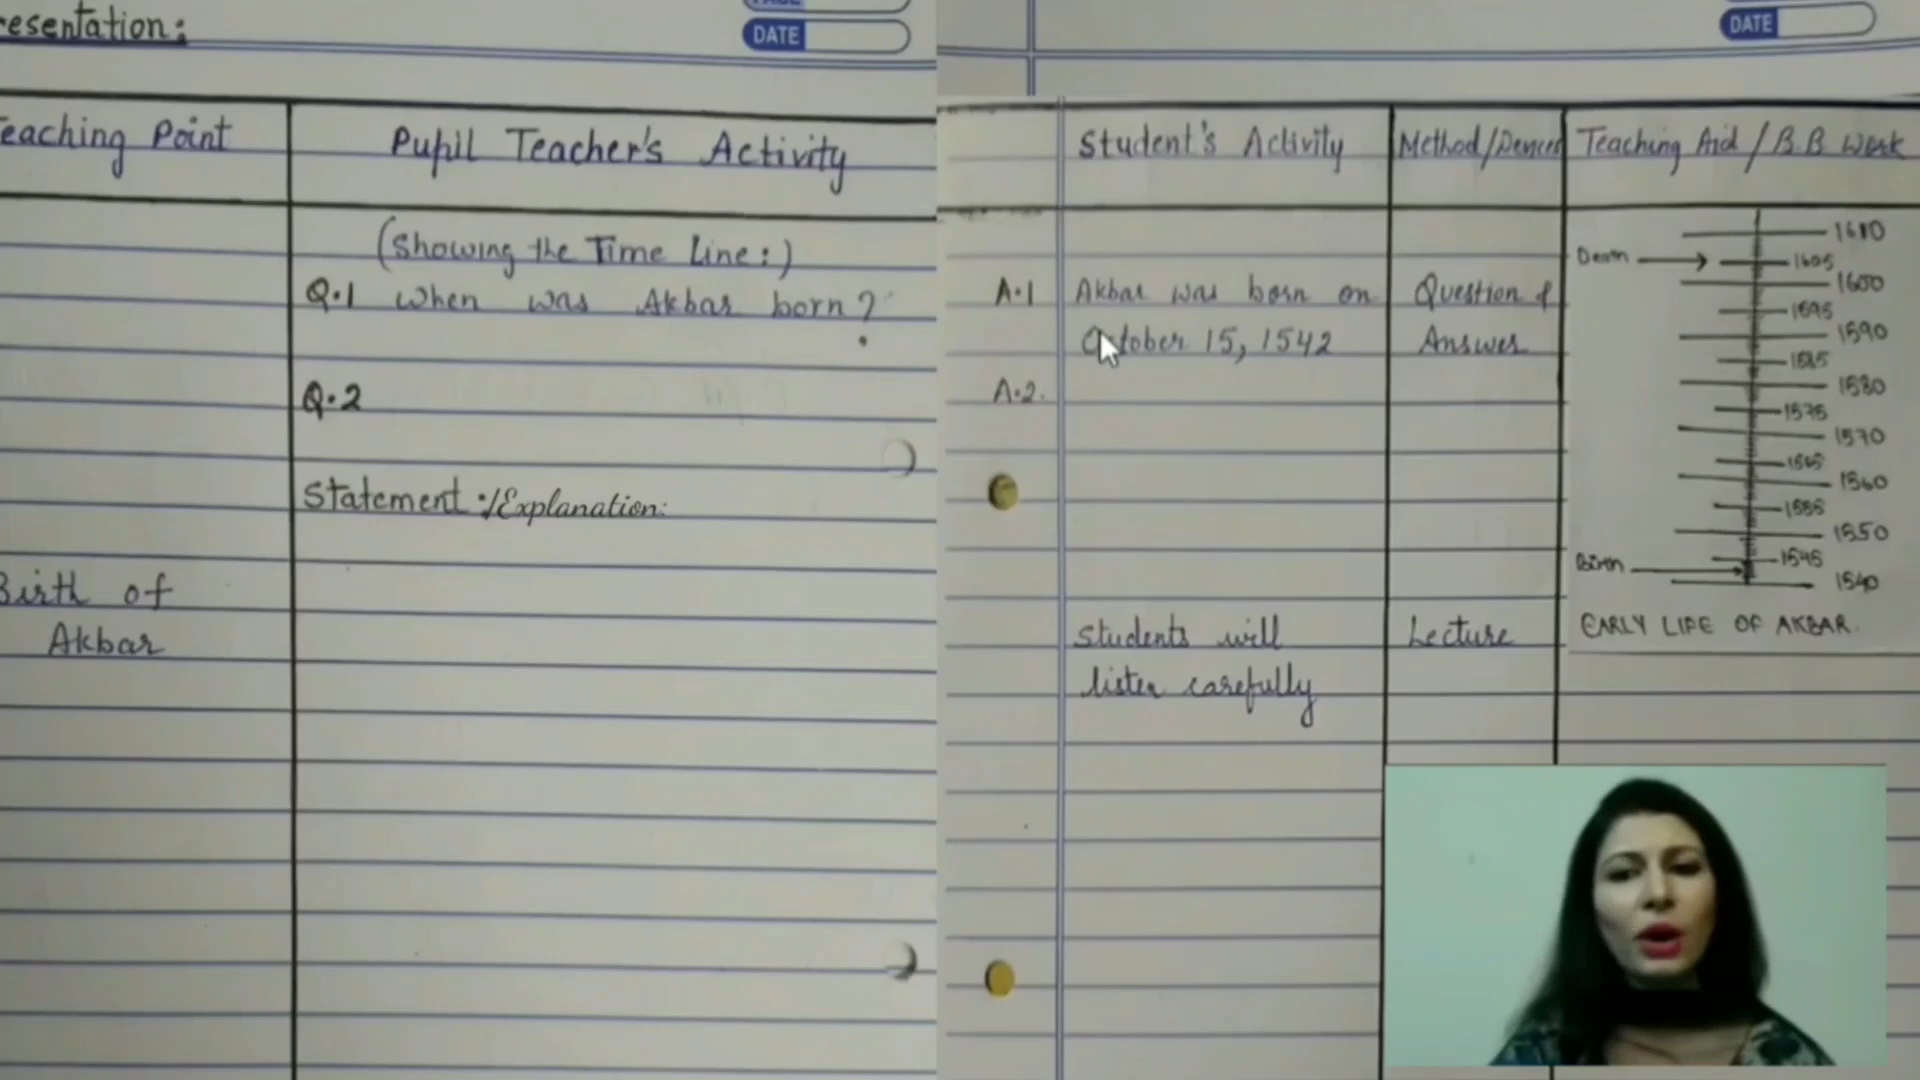 resentation:
DATE
Teaching Point
Pupil Teacher's Activity
(Showing the Time Line:)
Q.1 When was Akbar born?
Q.2
Statement:/Explanation:
Birth of
Akbar
DATE
Student's Activity
Method/Devices
Teaching Aid / B.B Work
A.1 Akbar was born on
October 15, 1542
A.2.
Question &
Answer
Students will
listen carefully
Lecture
1610
Death
1605
1600
1595
1590
1585
1580
1575
1570
1565
1560
1555
1550
1545
Birth
1540
EARLY LIFE OF AKBAR.